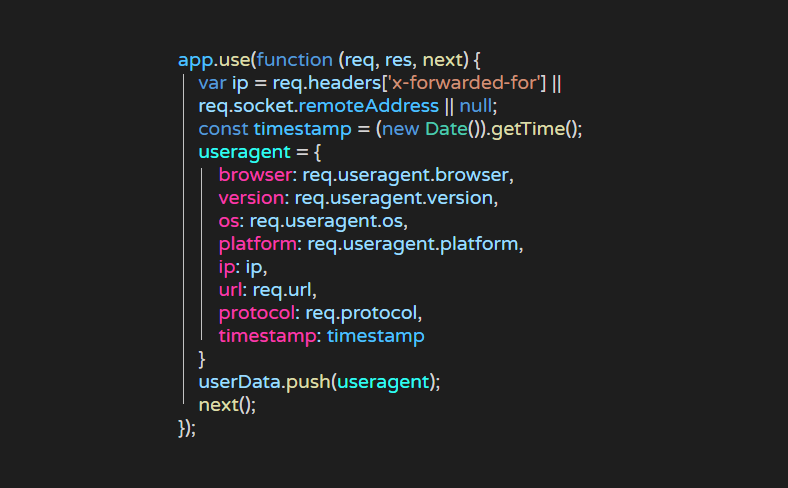 app.use(function (req, res, next) {
var ip = req.headers['x-forwarded-for'] ||
req.socket.remoteAddress || null;
const timestamp = (new Date()).getTime();
useragent = {
browser: req.useragent.browser,
version: req.useragent.version,
os: req.useragent.os,
platform: req.useragent.platform,
ip: ip,
url: req.url,
protocol: req.protocol,
timestamp: timestamp
}
userData.push(useragent);
next();
});